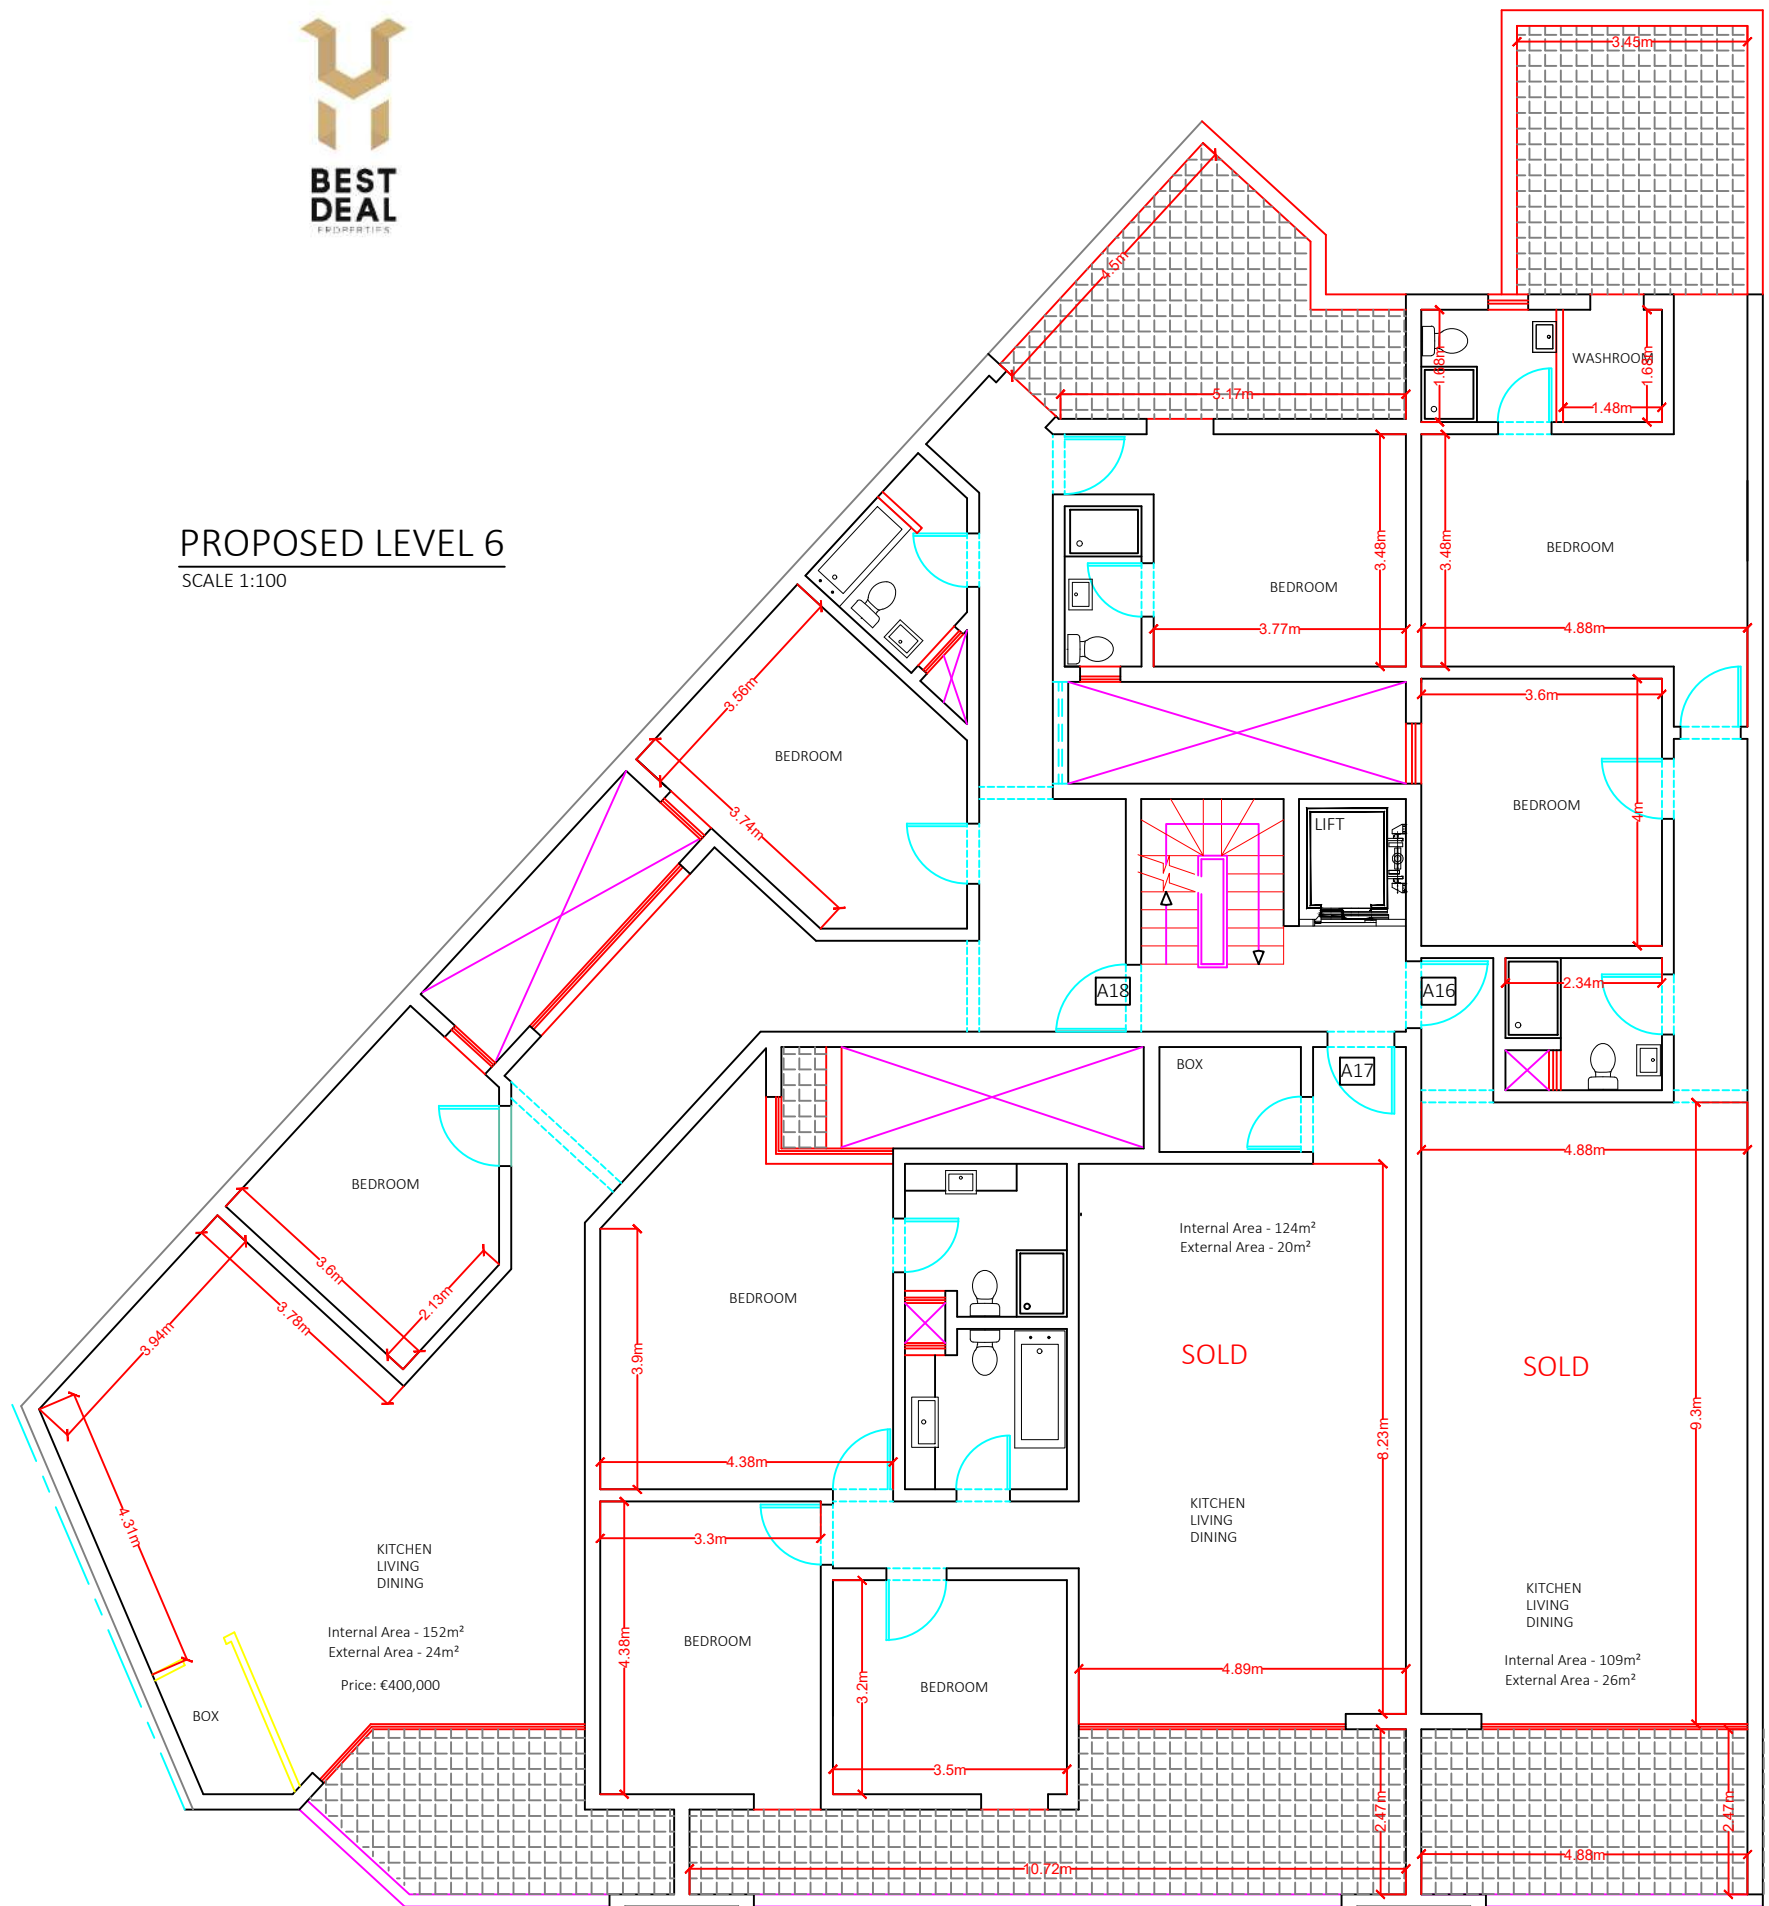 BEST
DEAL
PROPERTIES
PROPOSED LEVEL 6
SCALE 1:100
3.45m
4.5m
5.17m
1.68m
WASHROOM
1.68m
1.48m
3.48m
3.48m
BEDROOM
BEDROOM
3.77m
4.88m
3.56m
BEDROOM
3.74m
3.6m
BEDROOM
4m
LIFT
A18
A16
2.34m
BOX
A17
4.88m
BEDROOM
3.6m
2.13m
3.78m
3.94m
4.31m
BEDROOM
3.9m
4.38m
Internal Area - 124m²
External Area - 20m²
SOLD
SOLD
8.23m
9.3m
KITCHEN
LIVING
DINING
KITCHEN
LIVING
DINING
Internal Area - 152m²
External Area - 24m²
Price: €400,000
BOX
3.3m
4.38m
BEDROOM
3.2m
BEDROOM
3.5m
4.89m
KITCHEN
LIVING
DINING
Internal Area - 109m²
External Area - 26m²
2.47m
2.47m
10.72m
4.88m